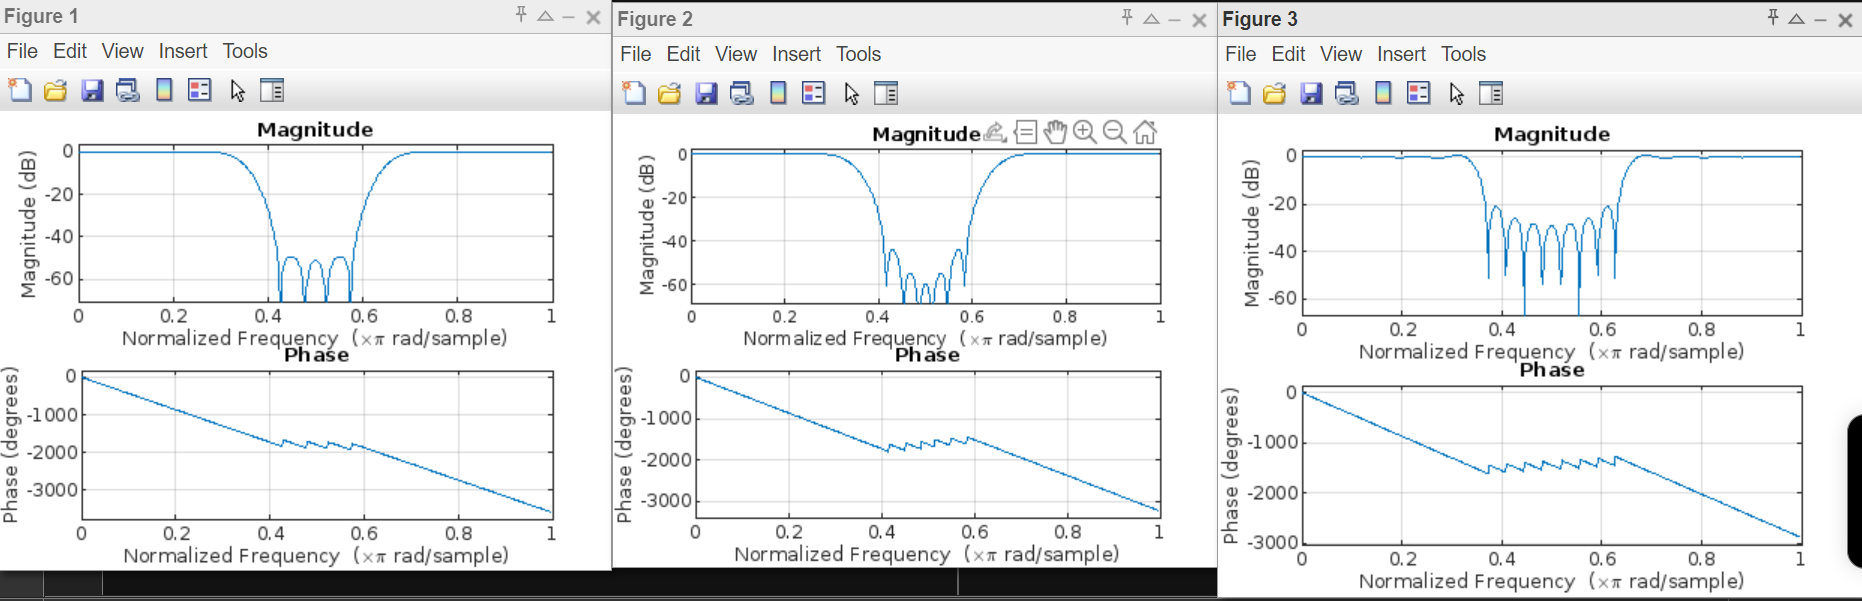 Figure 1
File Edit View Insert Tools
Magnitude
Magnitude (dB)
0
-20
-40
-60
0 0.2 0.4 0.6 0.8 1
Normalized Frequency (×π rad/sample)
Phase
Phase (degrees)
0
-1000
-2000
-3000
0 0.2 0.4 0.6 0.8 1
Normalized Frequency (×π rad/sample)
Figure 2
File Edit View Insert Tools
Magnitude
Magnitude (dB)
0
-20
-40
-60
0 0.2 0.4 0.6 0.8 1
Normalized Frequency (×π rad/sample)
Phase
Phase (degrees)
0
-1000
-2000
-3000
0 0.2 0.4 0.6 0.8 1
Normalized Frequency (×π rad/sample)
Figure 3
File Edit View Insert Tools
Magnitude
Magnitude (dB)
0
-20
-40
-60
0 0.2 0.4 0.6 0.8 1
Normalized Frequency (×π rad/sample)
Phase
Phase (degrees)
0
-1000
-2000
-3000
0 0.2 0.4 0.6 0.8 1
Normalized Frequency (×π rad/sample)